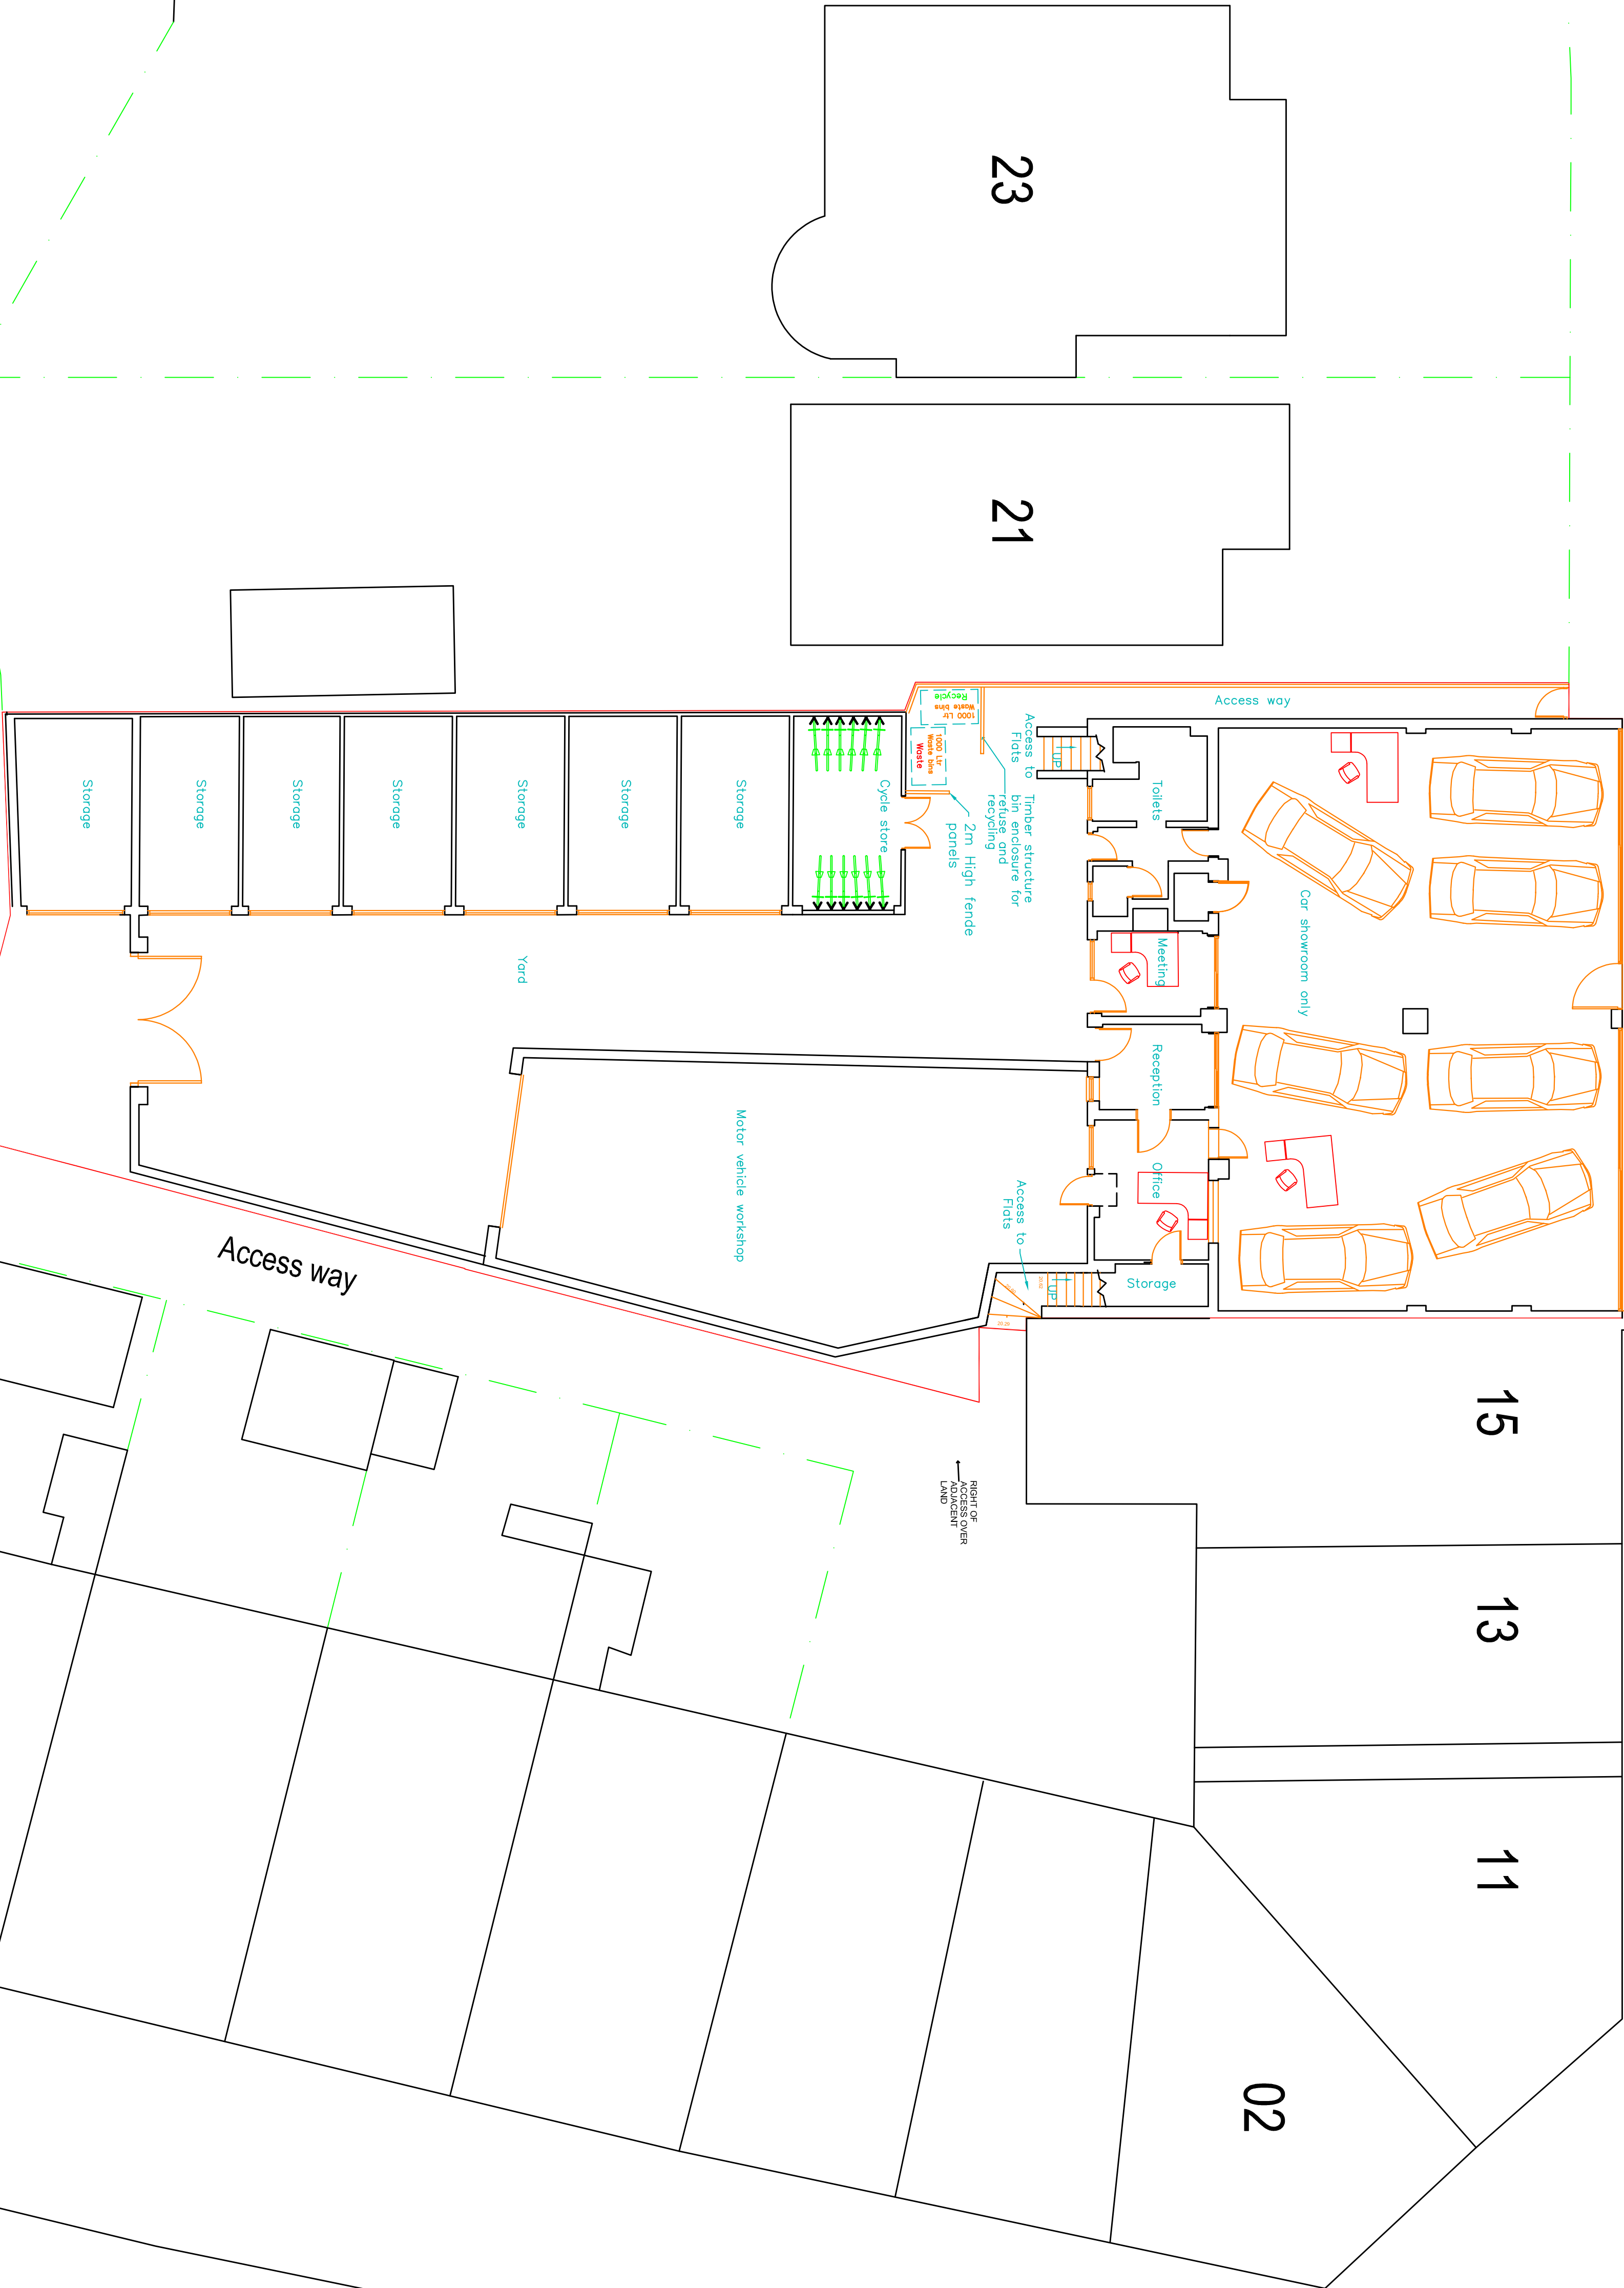 15
13
11
Car showroom only
02
Access way
Toilets
Meeting
Reception
Office
Storage
UP
UP
23
21
Access to
Flats
Timber structure
bin enclosure for
refuse and
recycling
Access to
Flats
2m High fende
panels
1000 Ltr
Waste bins
Recycle
1000 Ltr
Waste bins
Waste
RIGHT OF
ACCESS OVER
ADJACENT
LAND
Cycle store
Storage
Motor vehicle workshop
Storage
Storage
Yard
Storage
Storage
Storage
Storage
Access way